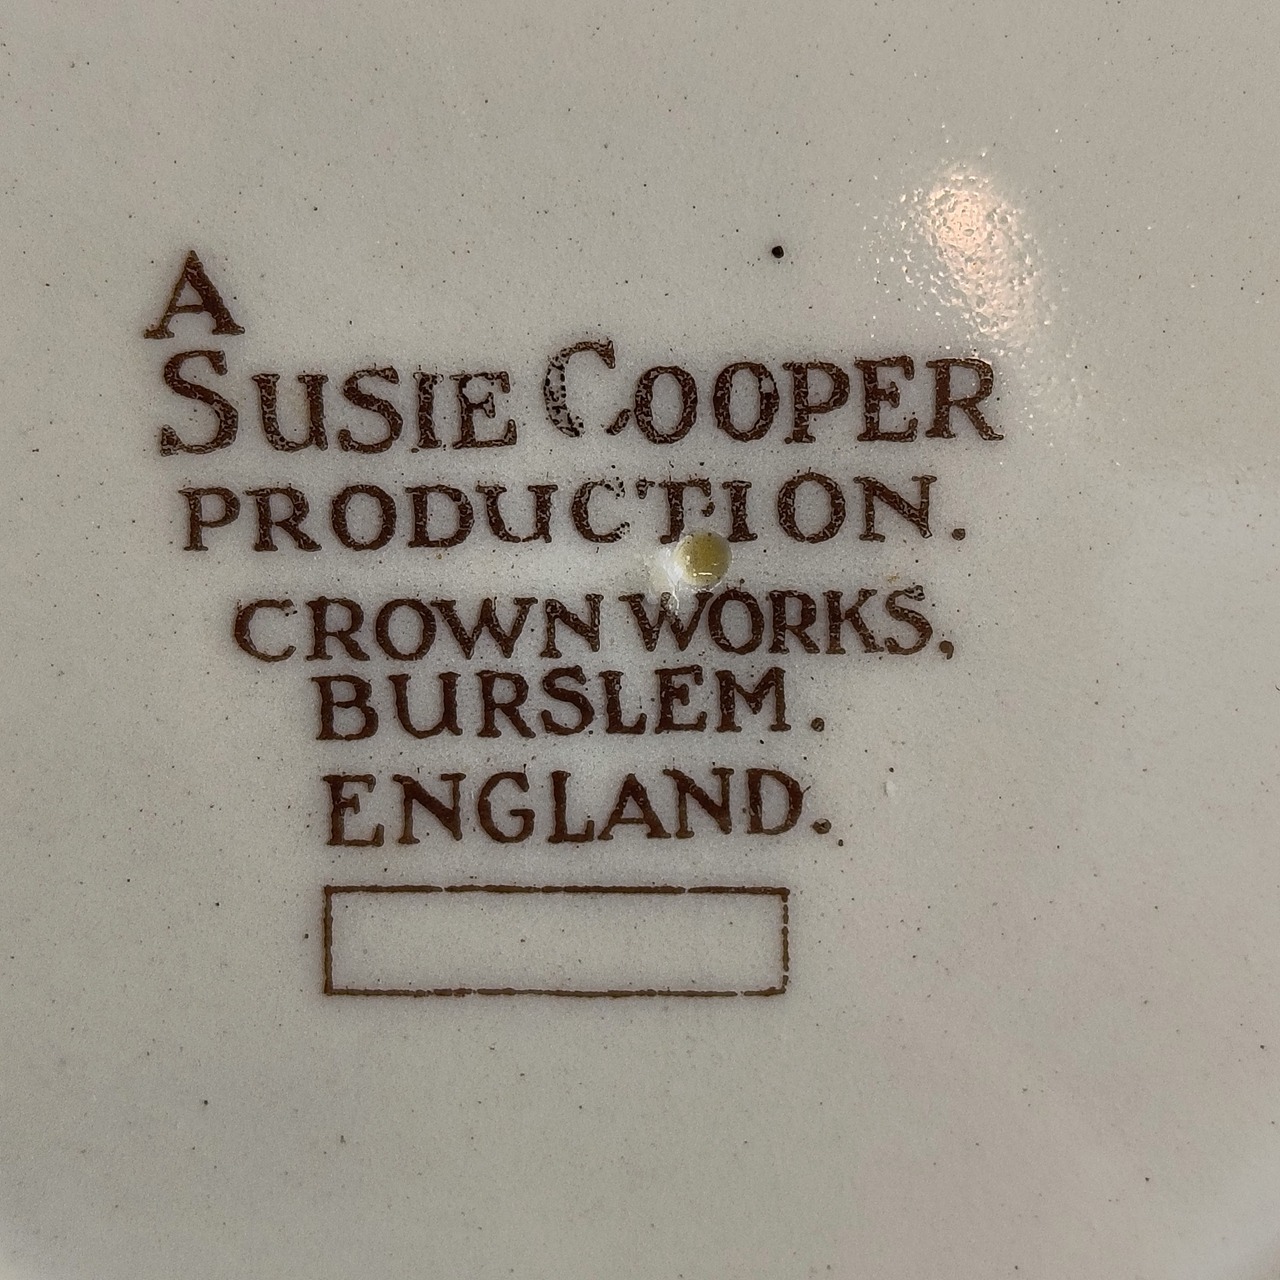 A
SUSIE COOPER
PRODUCTION.
CROWN WORKS,
BURSLEM.
ENGLAND.